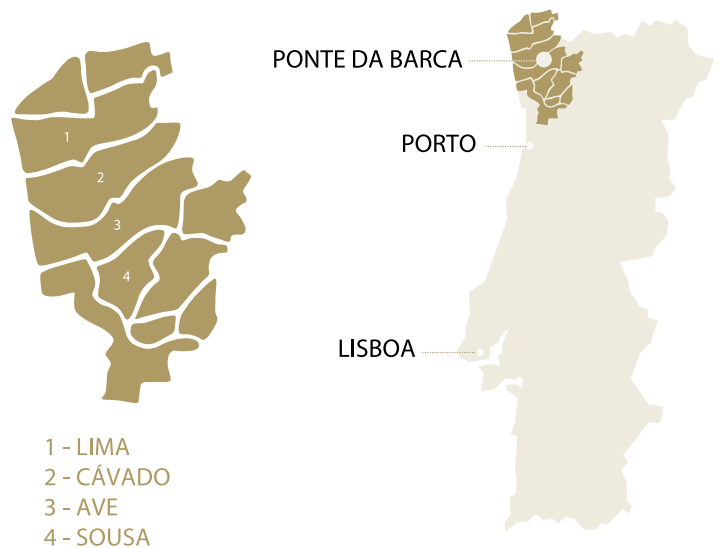 1
2
3
4
1 - LIMA
2 - CÁVADO
3 - AVE
4 - SOUSA
PONTE DA BARCA
PORTO
LISBOA